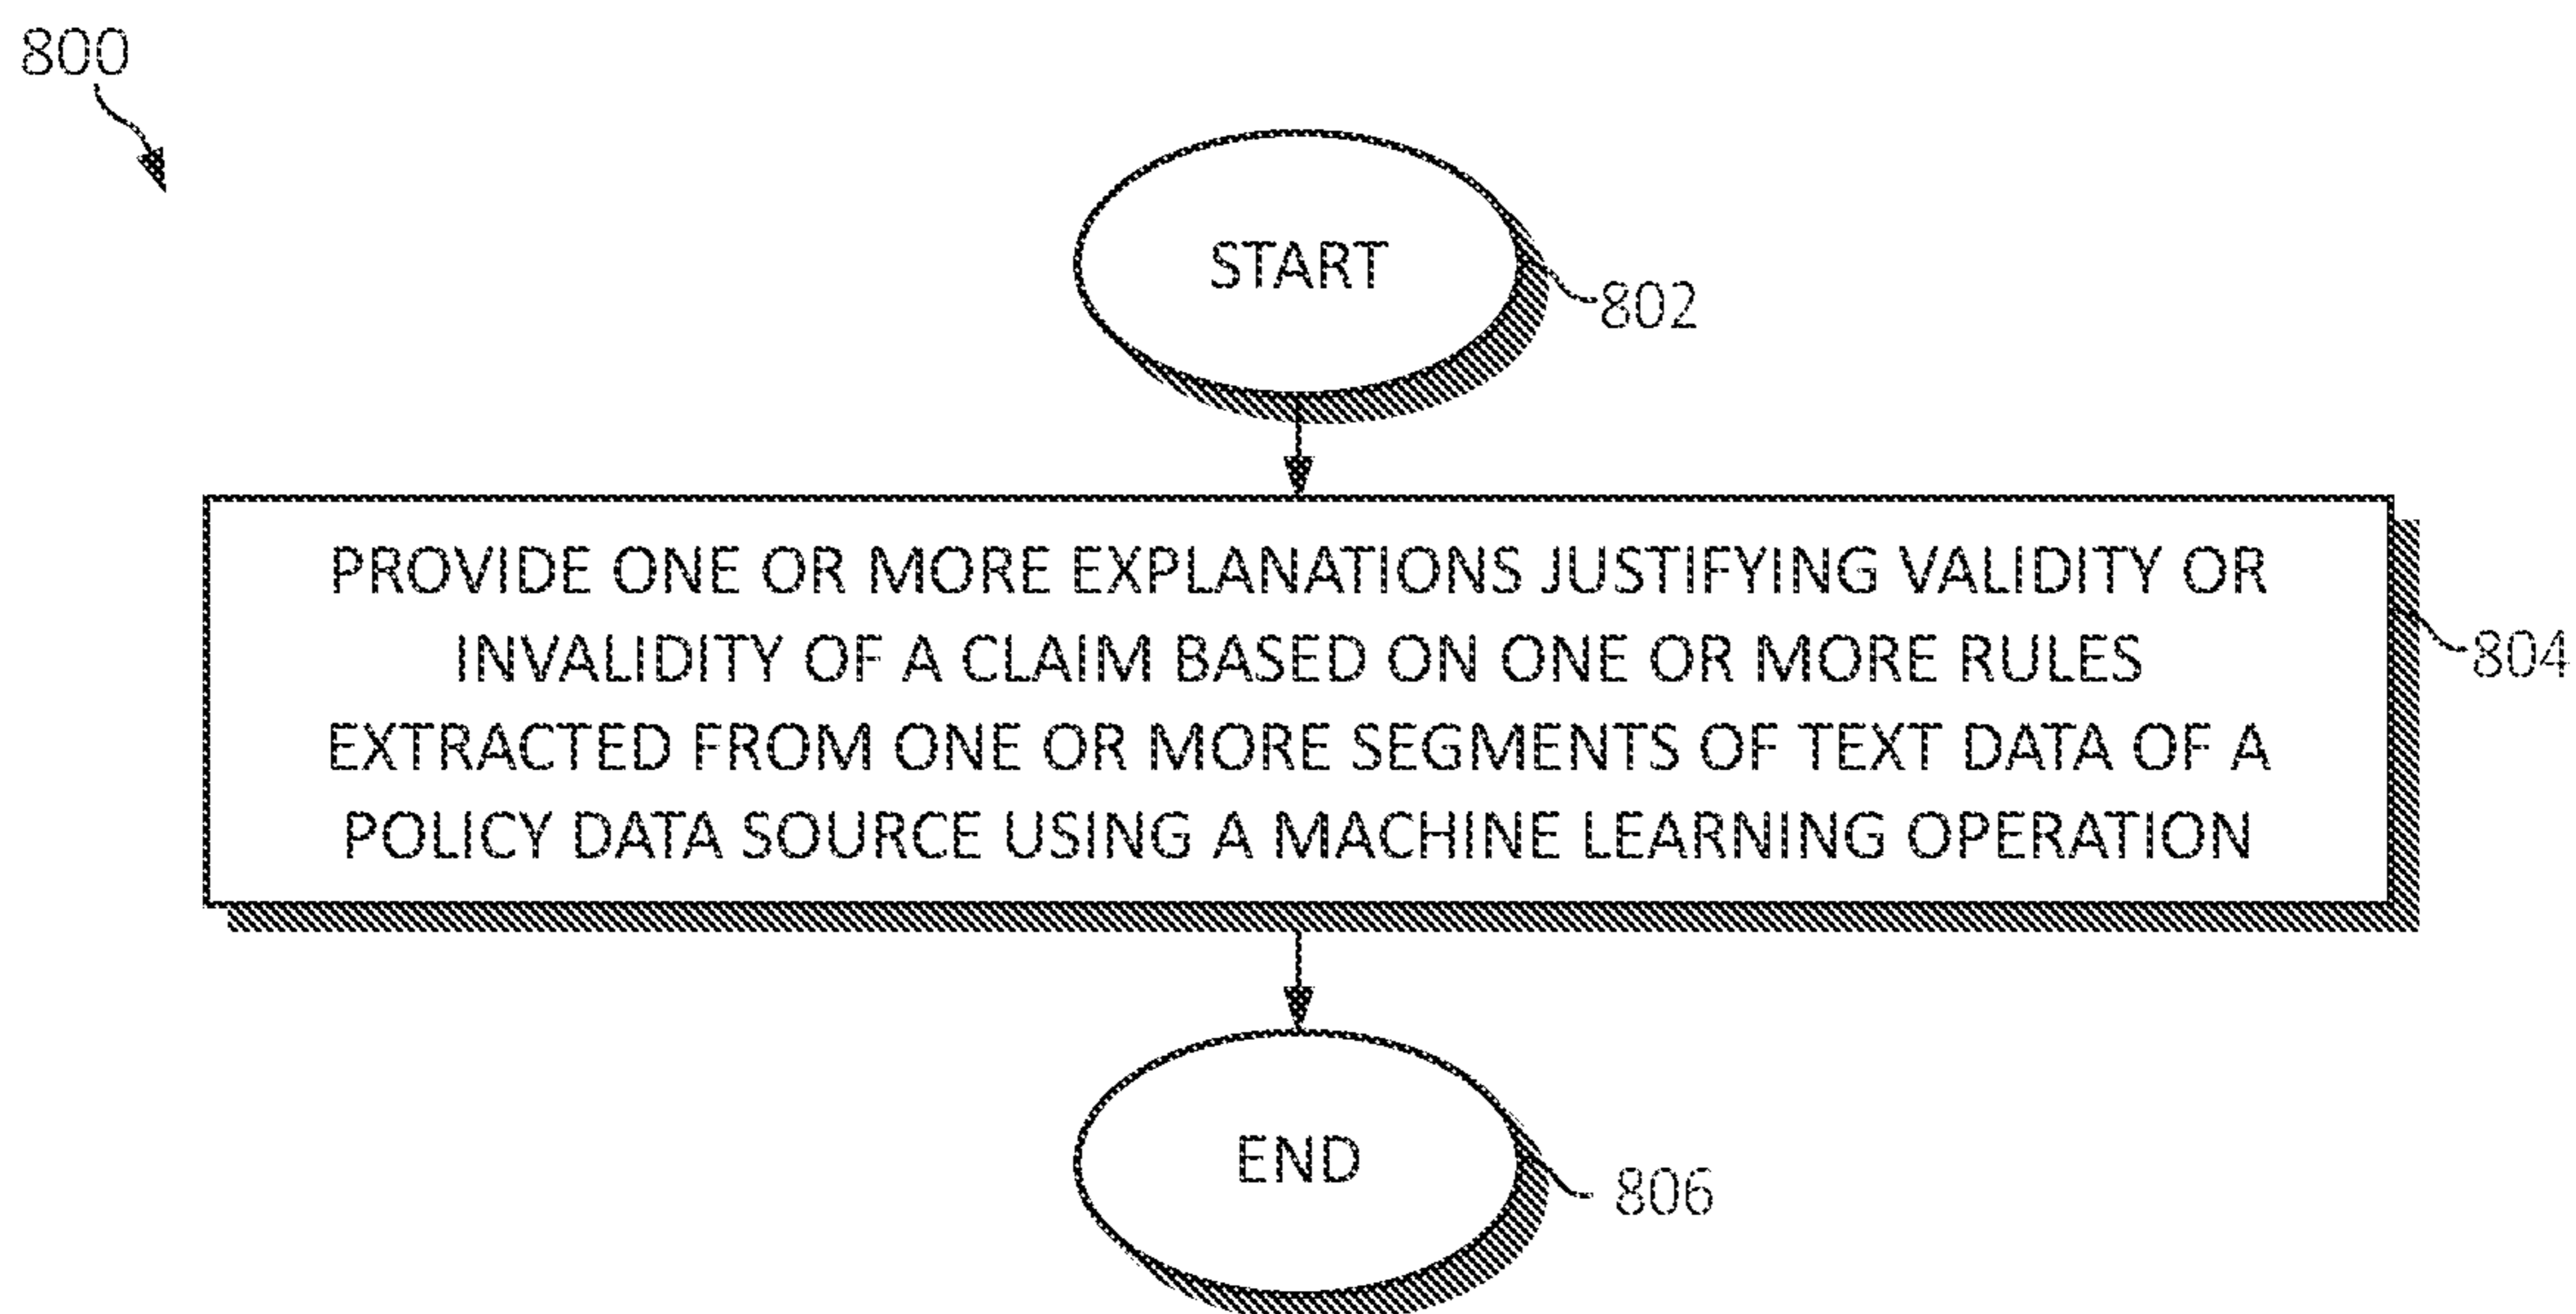 800
START
802
PROVIDE ONE OR MORE EXPLANATIONS JUSTIFYING VALIDITY OR
INVALIDITY OF A CLAIM BASED ON ONE OR MORE RULES
EXTRACTED FROM ONE OR MORE SEGMENTS OF TEXT DATA OF A
POLICY DATA SOURCE USING A MACHINE LEARNING OPERATION
804
END
806